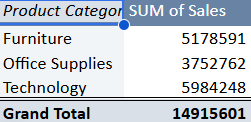 Product Categor SUM of Sales
Furniture 5178591
Office Supplies 3752762
Technology 5984248
Grand Total 14915601